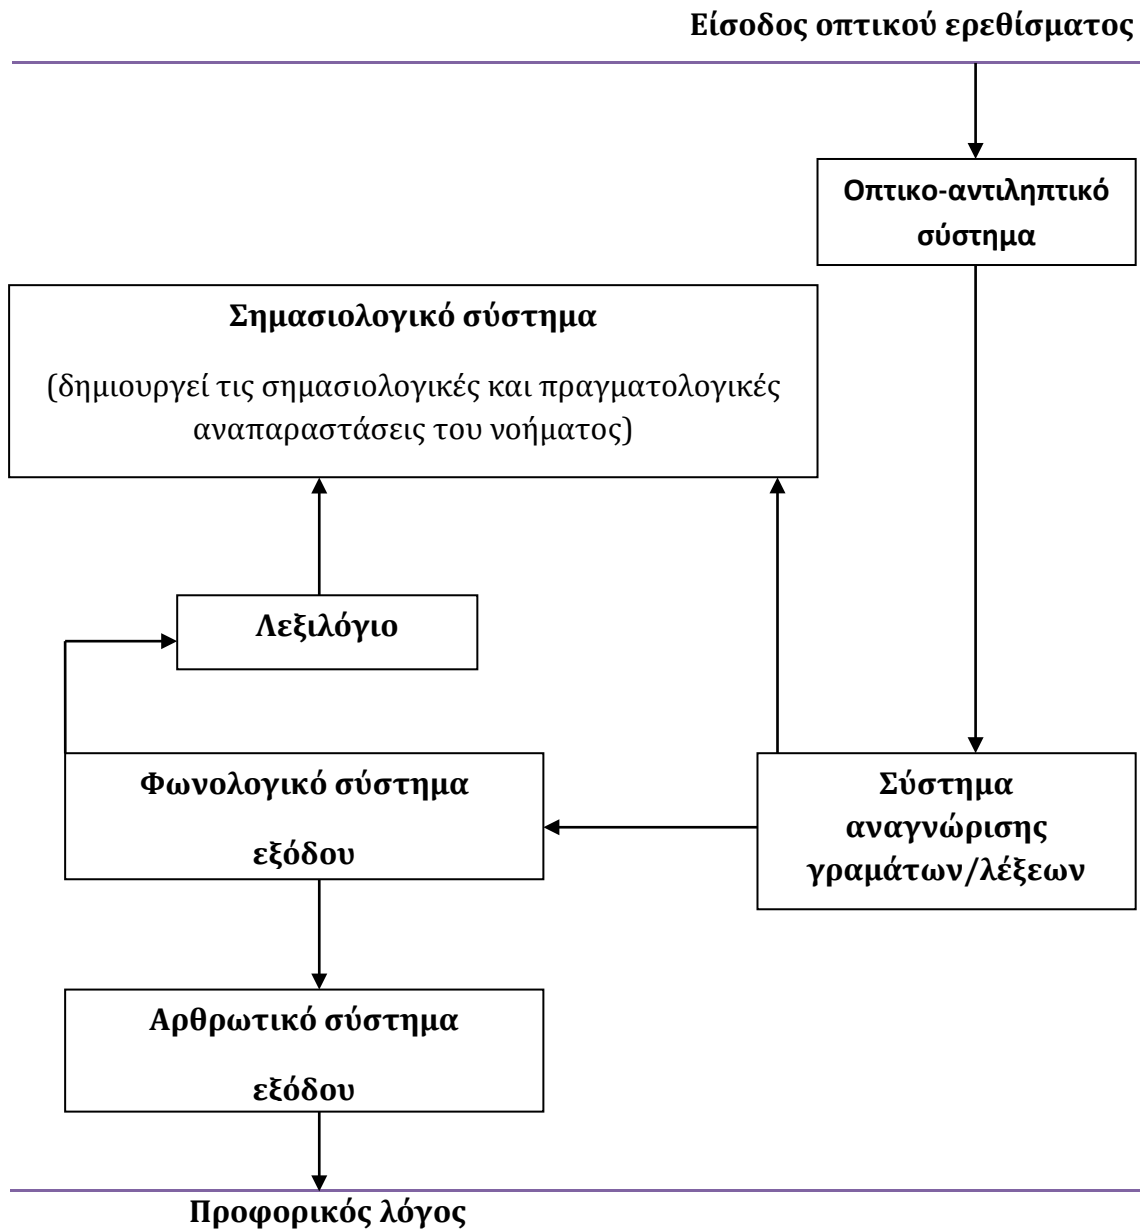 Είσοδος οπτικού ερεθίσματος
Οπτικο-αντιληπτικό
σύστημα
Σημασιολογικό σύστημα
(δημιουργεί τις σημασιολογικές και πραγματολογικές
αναπαραστάσεις του νοήματος)
Λεξιλόγιο
Φωνολογικό σύστημα
εξόδου
Σύστημα
αναγνώρισης
γραμάτων/λέξεων
Αρθρωτικό σύστημα
εξόδου
Προφορικός λόγος